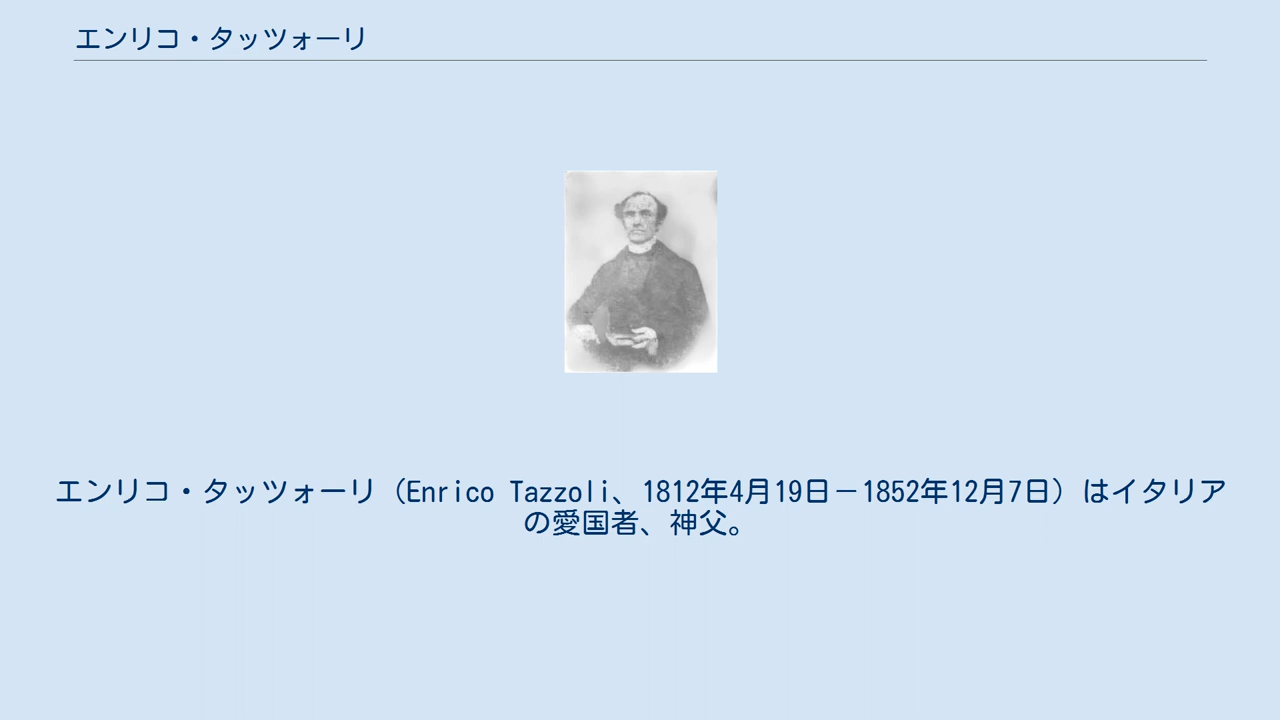 エンリコ・タッツォーリ
エンリコ・タッツォーリ（Enrico Tazzoli、1812年4月19日－1852年12月7日）はイタリア
の愛国者、神父。